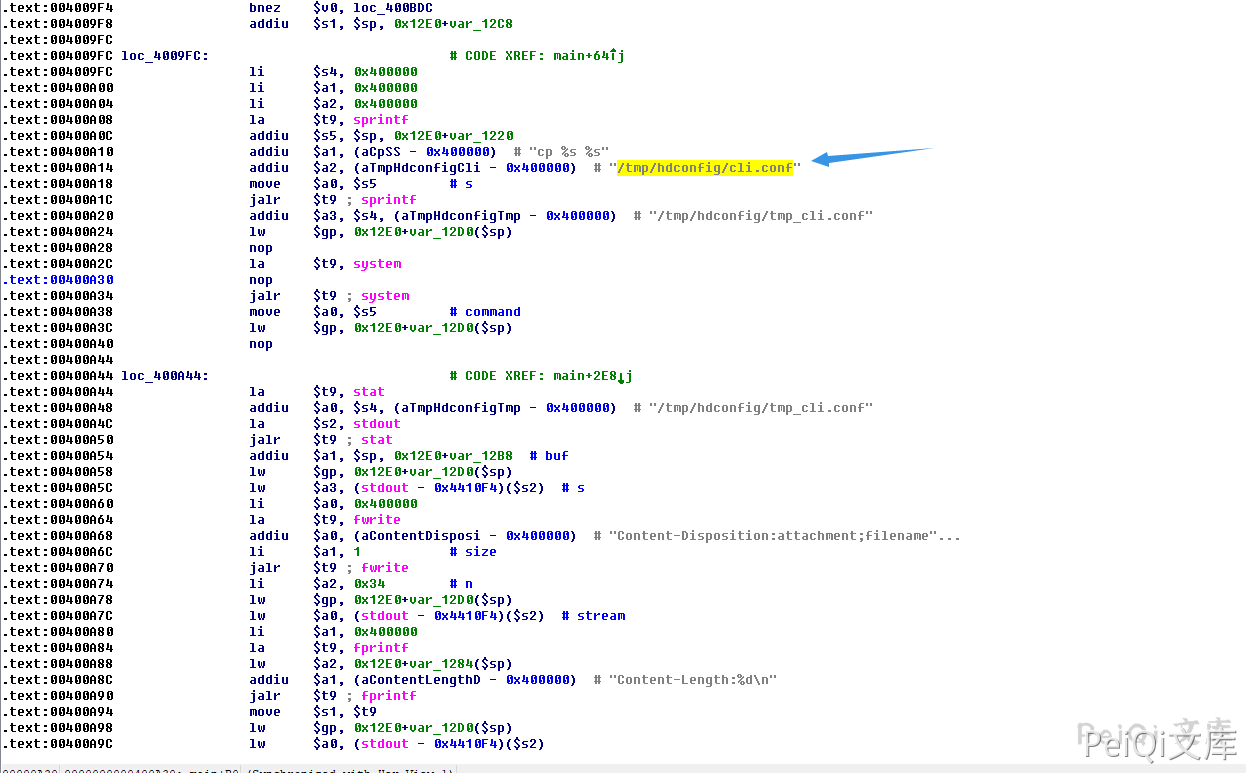 .text:004009F4 bnez $v0, loc_400BDC
.text:004009F8 addiu $s1, $sp, 0x12E0+var_12C8
.text:004009FC
.text:004009FC loc_4009FC: # CODE XREF: main+64↑j
.text:004009FC li $s4, 0x400000
.text:00400A00 li $a1, 0x400000
.text:00400A04 li $a2, 0x400000
.text:00400A08 la $t9, sprintf
.text:00400A0C addiu $s5, $sp, 0x12E0+var_1220
.text:00400A10 addiu $a1, (aCpSS - 0x400000) # "cp %s %s"
.text:00400A14 addiu $a2, (aTmpHdconfigCli - 0x400000) # "/tmp/hdconfig/cli.conf"
.text:00400A18 move $a0, $s5 # s
.text:00400A1C jalr $t9 ; sprintf
.text:00400A20 addiu $a3, $s4, (aTmpHdconfigTmp - 0x400000) # "/tmp/hdconfig/tmp_cli.conf"
.text:00400A24 lw $gp, 0x12E0+var_12D0($sp)
.text:00400A28 nop
.text:00400A2C la $t9, system
.text:00400A30 nop
.text:00400A34 jalr $t9 ; system
.text:00400A38 move $a0, $s5 # command
.text:00400A3C lw $gp, 0x12E0+var_12D0($sp)
.text:00400A40 nop
.text:00400A44
.text:00400A44 loc_400A44: # CODE XREF: main+2E8↓j
.text:00400A44 la $t9, stat
.text:00400A48 addiu $a0, $s4, (aTmpHdconfigTmp - 0x400000) # "/tmp/hdconfig/tmp_cli.conf"
.text:00400A4C la $s2, stdout
.text:00400A50 jalr $t9 ; stat
.text:00400A54 addiu $a1, $sp, 0x12E0+var_12B8 # buf
.text:00400A58 lw $gp, 0x12E0+var_12D0($sp)
.text:00400A5C lw $a3, (stdout - 0x4410F4)($s2) # s
.text:00400A60 li $a0, 0x400000
.text:00400A64 la $t9, fwrite
.text:00400A68 addiu $a0, (aContentDisposi - 0x400000) # "Content-Disposition:attachment;filename"...
.text:00400A6C li $a1, 1 # size
.text:00400A70 jalr $t9 ; fwrite
.text:00400A74 li $a2, 0x34 # n
.text:00400A78 lw $gp, 0x12E0+var_12D0($sp)
.text:00400A7C lw $a0, (stdout - 0x4410F4)($s2) # stream
.text:00400A80 li $a1, 0x400000
.text:00400A84 la $t9, fprintf
.text:00400A88 lw $a2, 0x12E0+var_1284($sp)
.text:00400A8C addiu $a1, (aContentLengthD - 0x400000) # "Content-Length:%d\n"
.text:00400A90 jalr $t9 ; fprintf
.text:00400A94 move $s1, $t9
.text:00400A98 lw $gp, 0x12E0+var_12D0($sp)
.text:00400A9C lw $a0, (stdout - 0x4410F4)($s2)
PeiQi文库
PeiQi文库